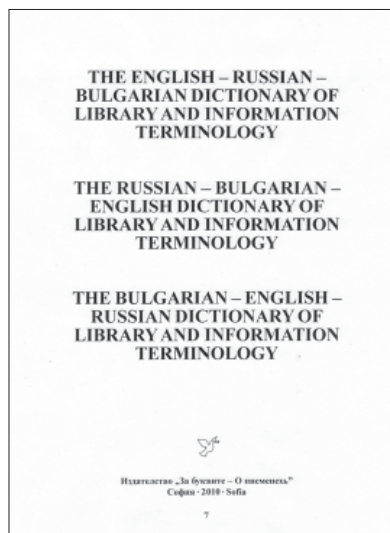 THE ENGLISH – RUSSIAN –
BULGARIAN DICTIONARY OF
LIBRARY AND INFORMATION
TERMINOLOGY
THE RUSSIAN – BULGARIAN –
ENGLISH DICTIONARY OF
LIBRARY AND INFORMATION
TERMINOLOGY
THE BULGARIAN – ENGLISH –
RUSSIAN DICTIONARY OF
LIBRARY AND INFORMATION
TERMINOLOGY
Издателство „За буквите – О писменехь”
София · 2010 · Sofia
7